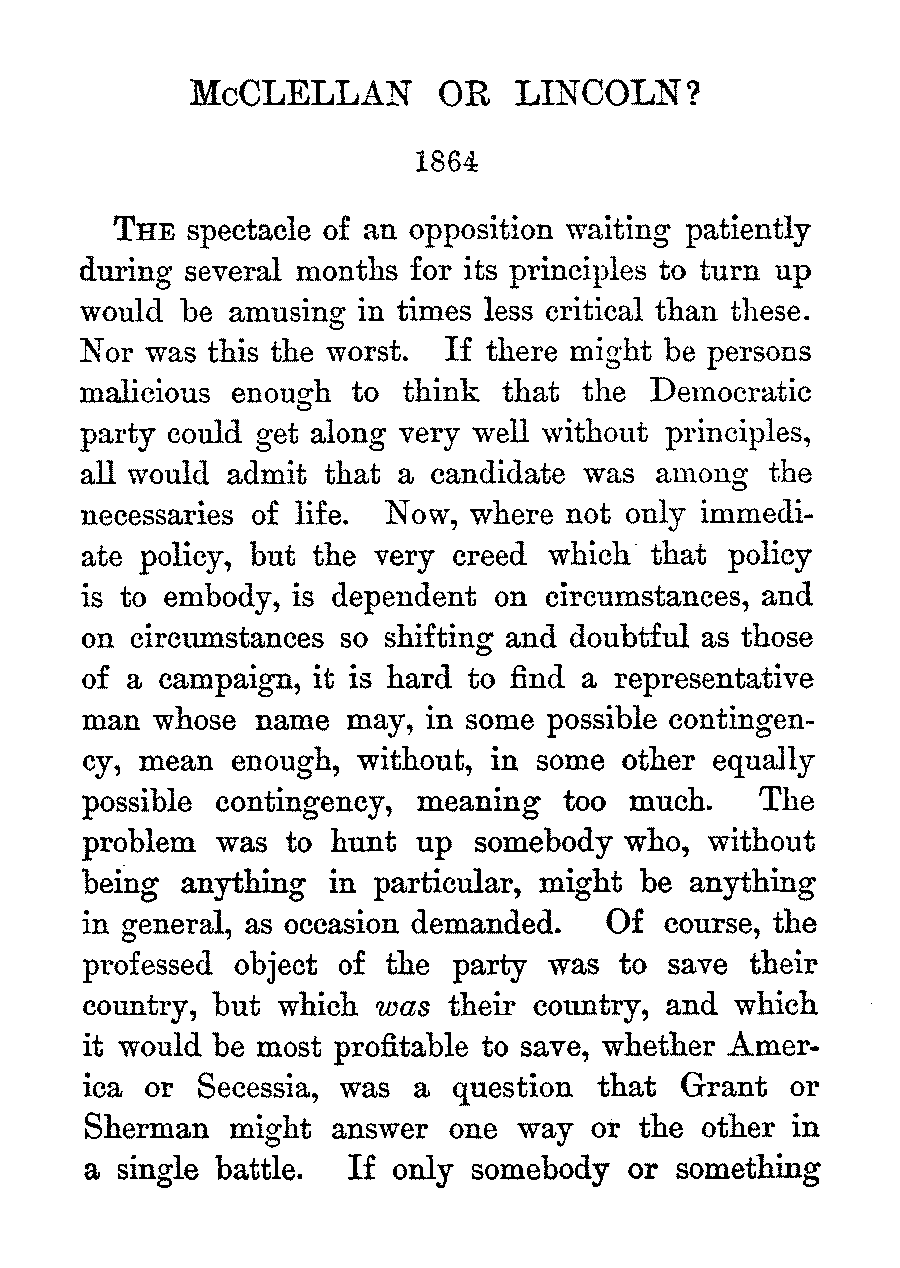 McCLELLAN OR LINCOLN?
1864
THE spectacle of an opposition waiting patiently
during several months for its principles to turn up
would be amusing in times less critical than these.
Nor was this the worst. If there might be persons
malicious enough to think that the Democratic
party could get along very well without principles,
all would admit that a candidate was among the
necessaries of life. Now, where not only immedi-
ate policy, but the very creed which that policy
is to embody, is dependent on circumstances, and
on circumstances so shifting and doubtful as those
of a campaign, it is hard to find a representative
man whose name may, in some possible contingen-
cy, mean enough, without, in some other equally
possible contingency, meaning too much. The
problem was to hunt up somebody who, without
being anything in particular, might be anything
in general, as occasion demanded. Of course, the
professed object of the party was to save their
country, but which was their country, and which
it would be most profitable to save, whether Amer-
ica or Secessia, was a question that Grant or
Sherman might answer one way or the other in
a single battle. If only somebody or something